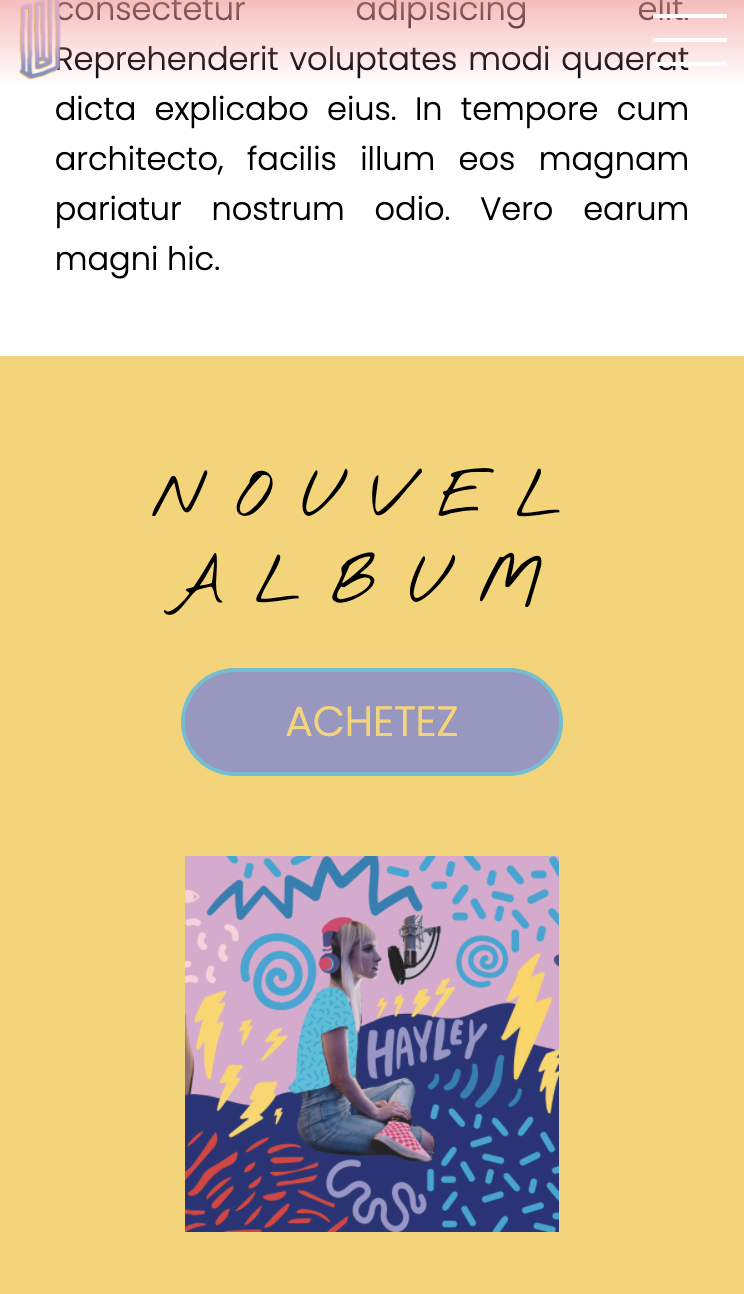 consectetur adipisicing elit.
Reprehenderit voluptates modi quaerat
dicta explicabo eius. In tempore cum
architecto, facilis illum eos magnam
pariatur nostrum odio. Vero earum
magni hic.
NOUVEL
ALBUM
ACHETEZ
HAYLEY